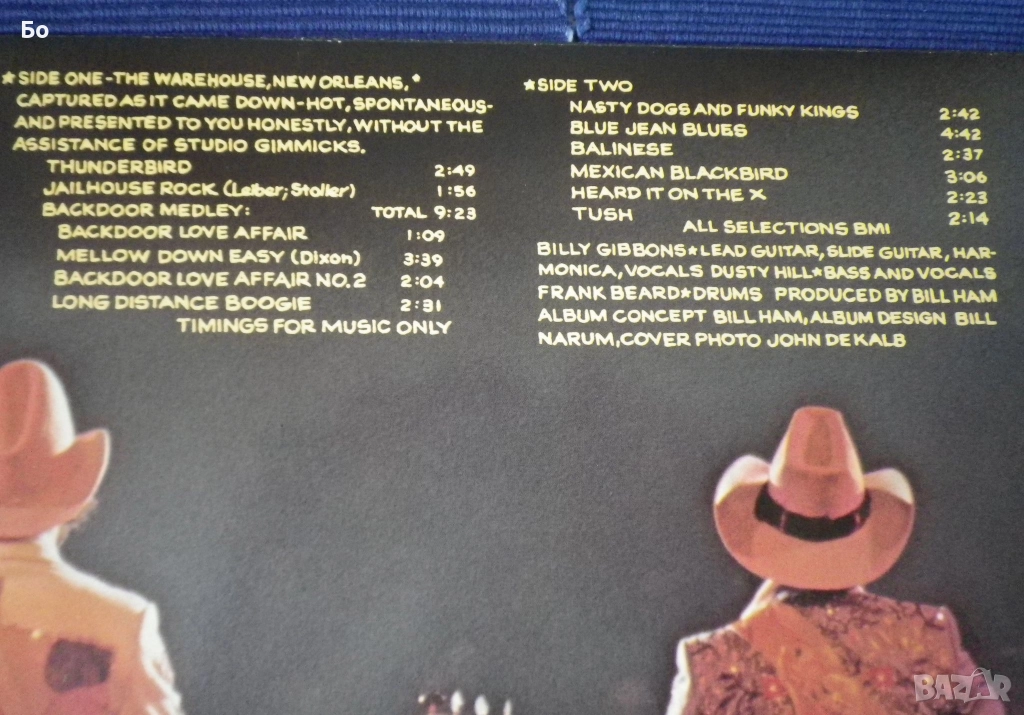 Бо
★SIDE ONE-THE WAREHOUSE, NEW ORLEANS,*
CAPTURED AS IT CAME DOWN-HOT, SPONTANEOUS-
AND PRESENTED TO YOU HONESTLY, WITHOUT THE
ASSISTANCE OF STUDIO GIMMICKS.
THUNDERBIRD 2:49
JAILHOUSE ROCK (Leiber; Stoller) 1:56
BACKDOOR MEDLEY: TOTAL 9:23
BACKDOOR LOVE AFFAIR 1:09
MELLOW DOWN EASY (Dixon) 3:39
BACKDOOR LOVE AFFAIR NO.2 2:04
LONG DISTANCE BOOGIE 2:31
TIMINGS FOR MUSIC ONLY
★SIDE TWO
NASTY DOGS AND FUNKY KINGS 2:42
BLUE JEAN BLUES 4:42
BALINESE 2:37
MEXICAN BLACKBIRD 3:06
HEARD IT ON THE X 2:23
TUSH 2:14
ALL SELECTIONS BMI
BILLY GIBBONS★LEAD GUITAR, SLIDE GUITAR, HAR-
MONICA, VOCALS DUSTY HILL★BASS AND VOCALS
FRANK BEARD★DRUMS PRODUCED BY BILL HAM
ALBUM CONCEPT BILL HAM, ALBUM DESIGN BILL
NARUM, COVER PHOTO JOHN DEKALB
BAZAR